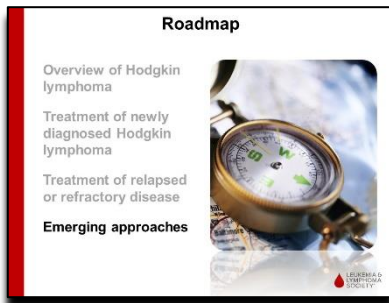 Roadmap
Overview of Hodgkin
lymphoma
Treatment of newly
diagnosed Hodgkin
lymphoma
Treatment of relapsed
or refractory disease
Emerging approaches
S
W
E
LEUKEMIA &
LYMPHOMA
SOCIETY